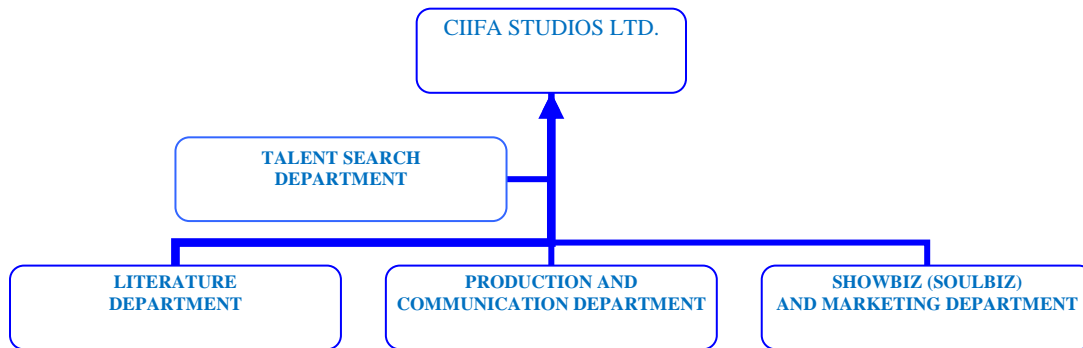 CIIFA STUDIOS LTD.
TALENT SEARCH
DEPARTMENT
LITERATURE
DEPARTMENT
PRODUCTION AND
COMMUNICATION DEPARTMENT
SHOWBIZ (SOULBIZ)
AND MARKETING DEPARTMENT